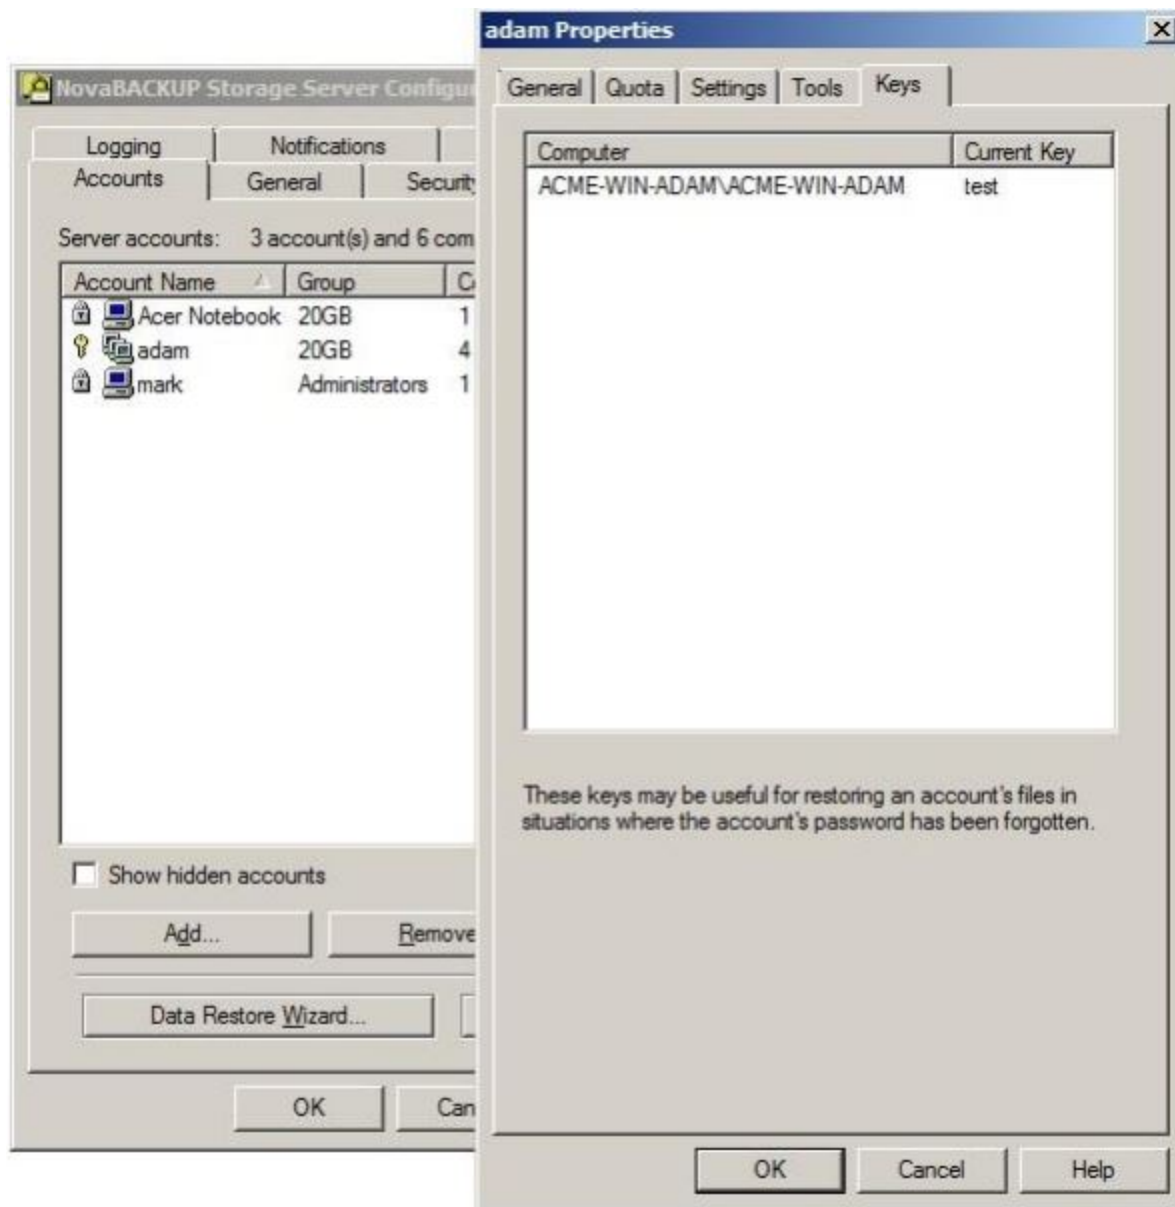 adam Properties
General Quota Settings Tools Keys
Computer Current Key
ACME-WIN-ADAM\ACME-WIN-ADAM test
These keys may be useful for restoring an account's files in
situations where the account's password has been forgotten.
OK Cancel Help
NovaBACKUP Storage Server Configu
Logging Notifications
Accounts General Securit
Server accounts: 3 account(s) and 6 com
Account Name Group C
Acer Notebook 20GB 1
adam 20GB 4
mark Administrators 1
Show hidden accounts
Add... Remove
Data Restore Wizard...
OK Can